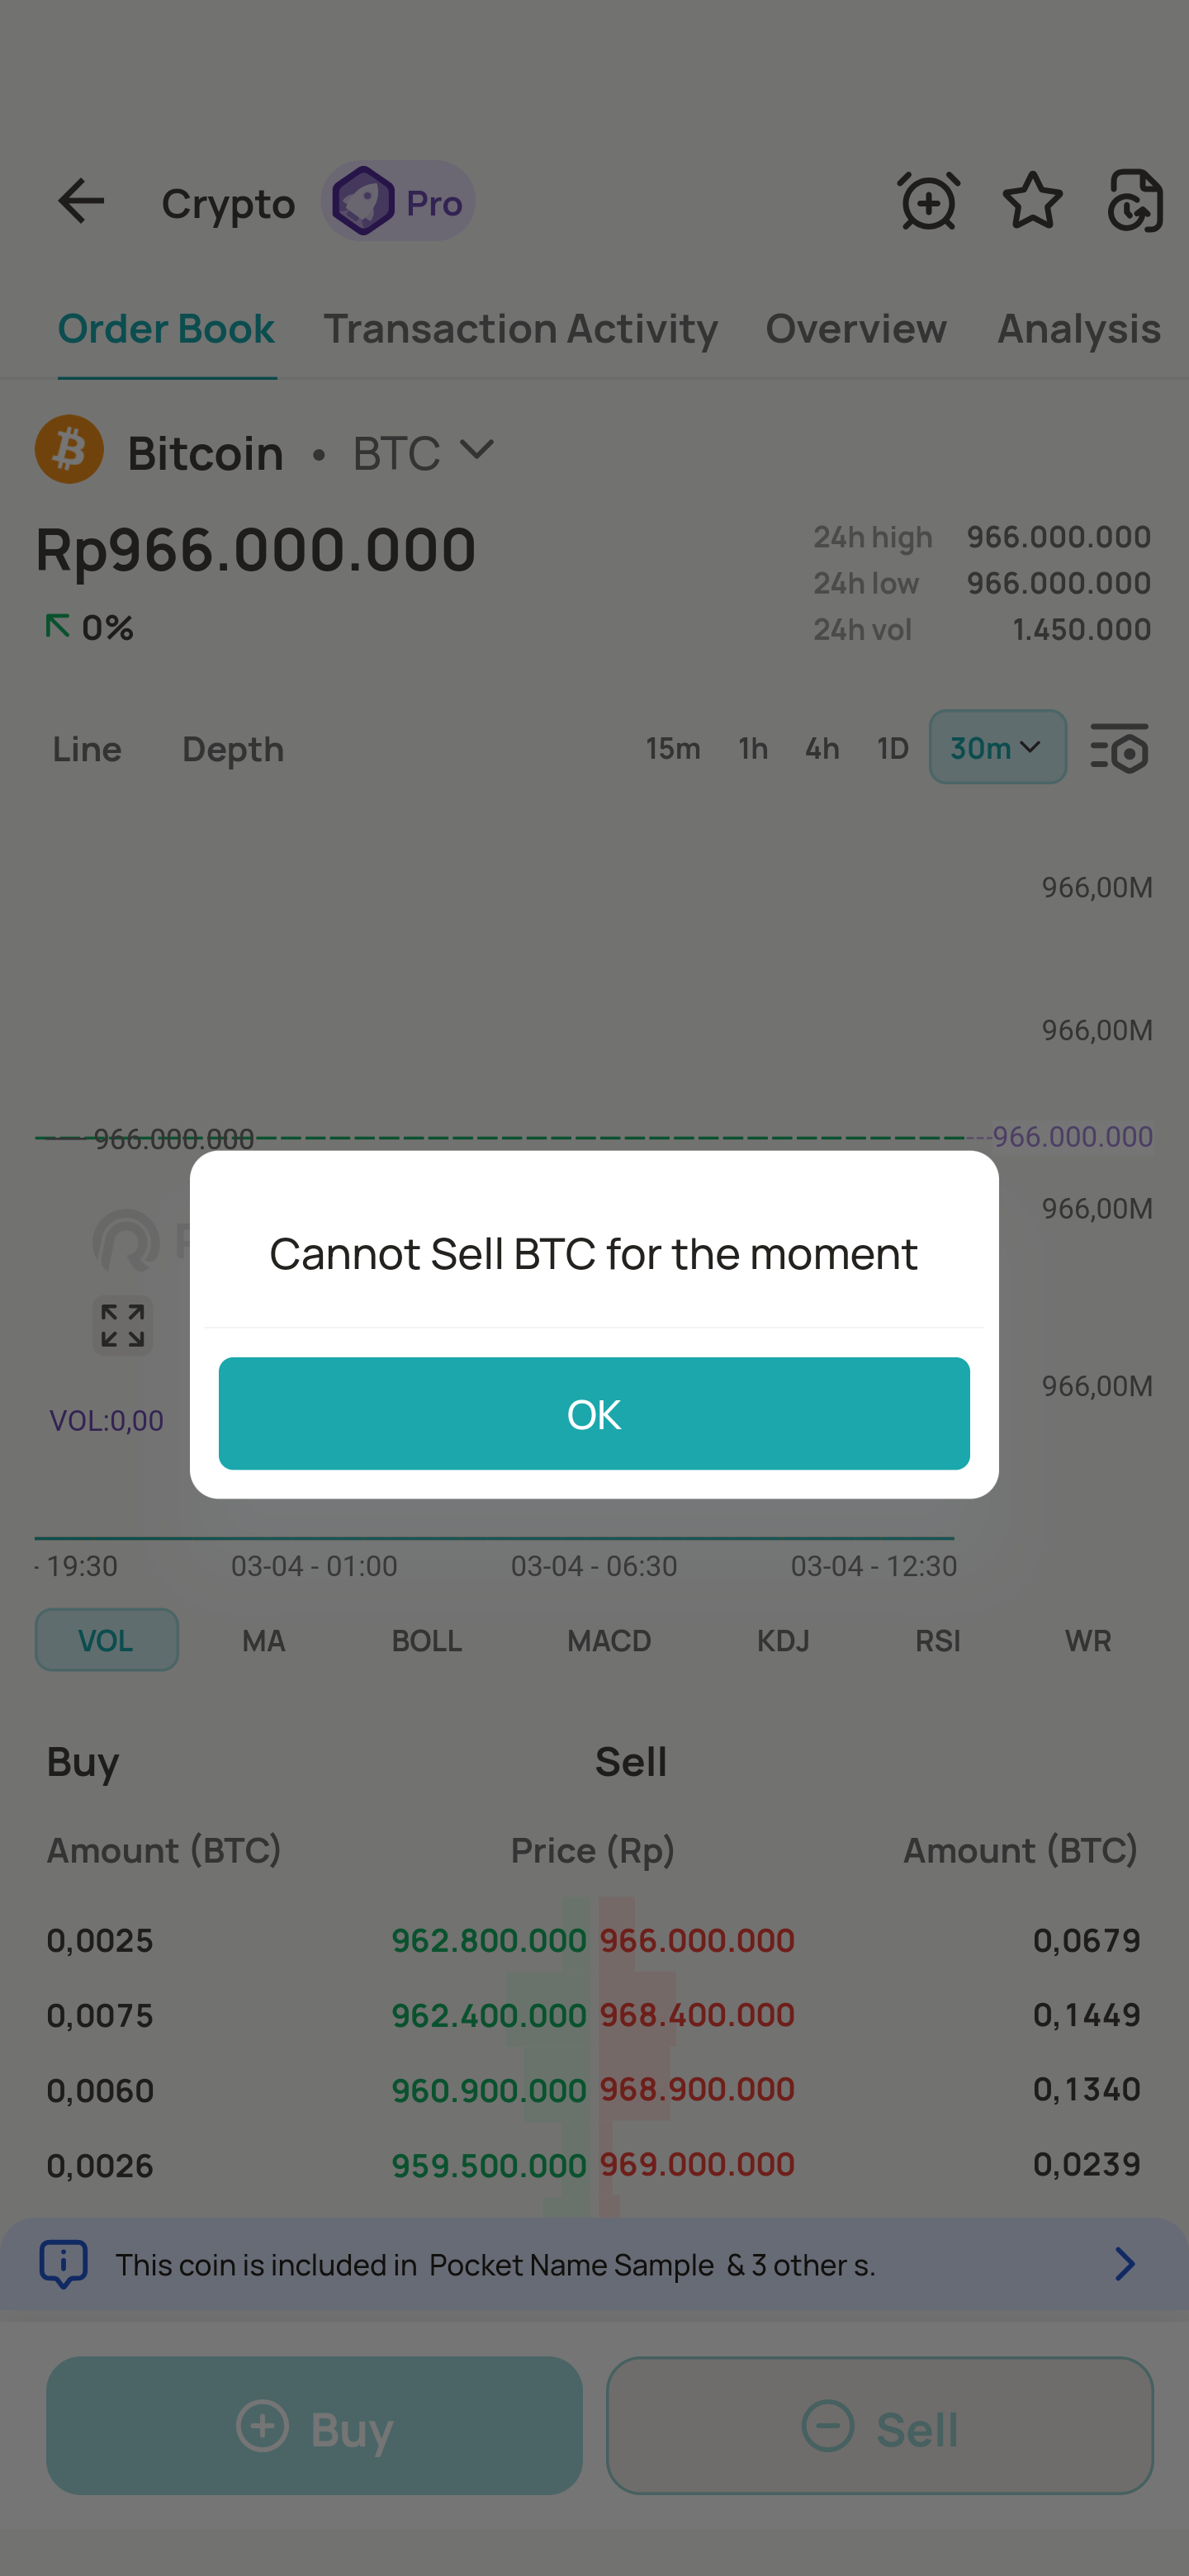 Crypto Pro
Order Book Transaction Activity Overview Analysis
Bitcoin • BTC
Rp966.000.000
0%
24h high 966.000.000
24h low 966.000.000
24h vol 1.450.000
Line Depth 15m 1h 4h 1D 30m
966,00M
966,00M
966.000.000 966.000.000
966,00M
Cannot Sell BTC for the moment
966,00M
OK
VOL:0,00
- 19:30 03-04 - 01:00 03-04 - 06:30 03-04 - 12:30
VOL MA BOLL MACD KDJ RSI WR
Buy Sell
Amount (BTC) Price (Rp) Amount (BTC)
0,0025 962.800.000 966.000.000 0,0679
0,0075 962.400.000 968.400.000 0,1449
0,0060 960.900.000 968.900.000 0,1340
0,0026 959.500.000 969.000.000 0,0239
This coin is included in Pocket Name Sample & 3 other s.
Buy Sell